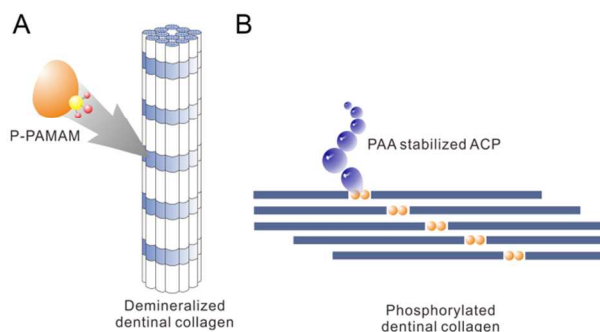 A
B
P-PAMAM
PAA stabilized ACP
Demineralized
dentinal collagen
Phosphorylated
dentinal collagen